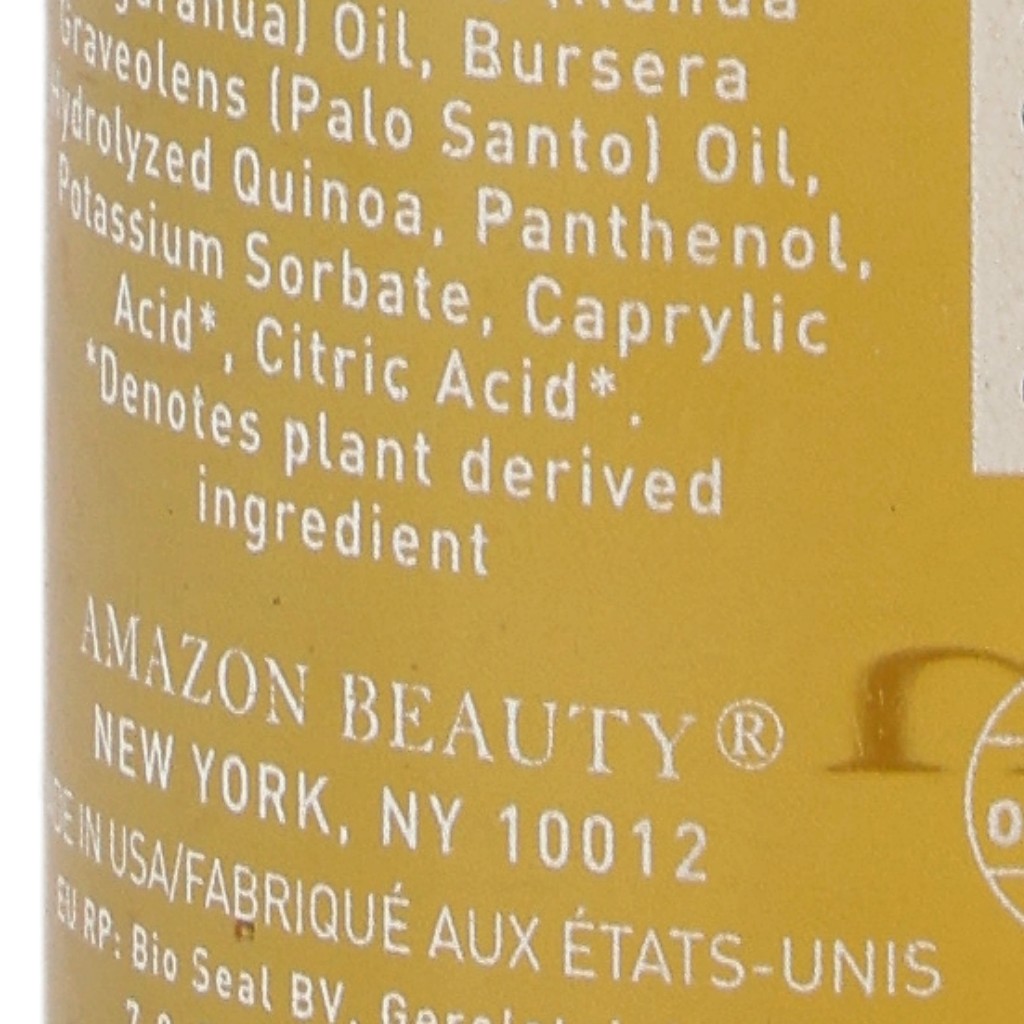 Oil, Bursera
Graveolens (Palo Santo) Oil,
Hydrolyzed Quinoa, Panthenol,
Potassium Sorbate, Caprylic
Acid*, Citric Acid*.
*Denotes plant derived
ingredient
AMAZON BEAUTY®
NEW YORK, NY 10012
IN USA/FABRIQUÉ AUX ÉTATS-UNIS
EU RP: Bio Seal BV,